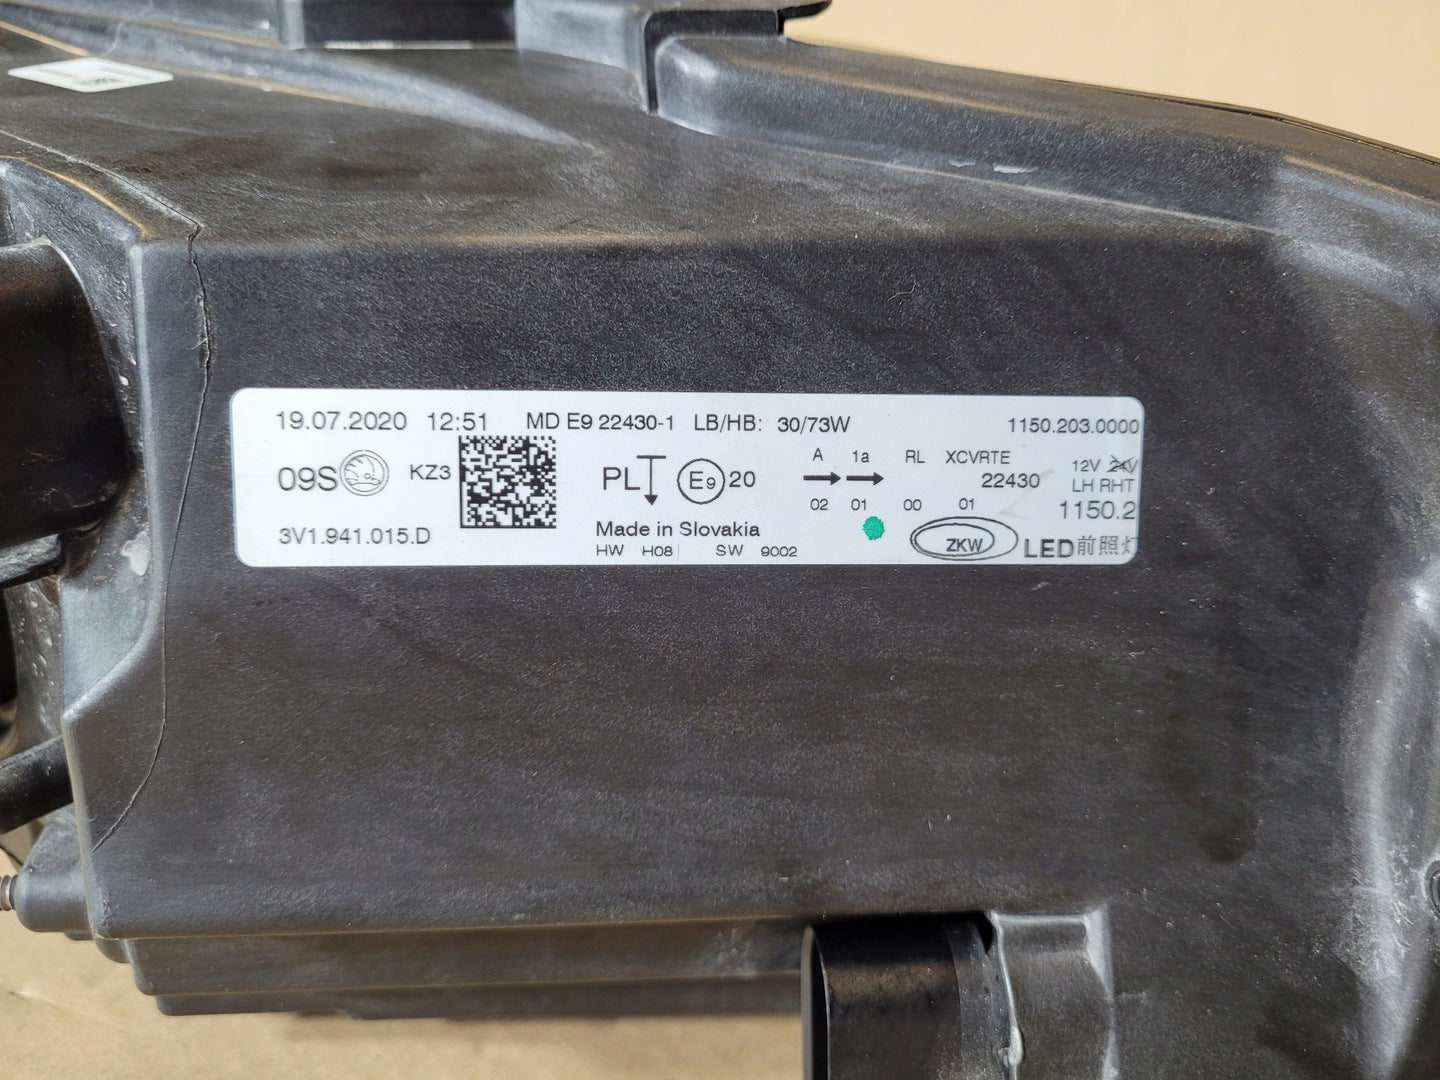 19.07.2020 12:51 MD E9 22430-1 LB/HB: 30/73W 1150.203.0000
09S KZ3 PL E9 20 A 1a RL XCVRTE 12V 24V
22430 LH RHT
02 01 00 01 1150.2
3V1.941.015.D Made in Slovakia
HW H08 SW 9002 ZKW LED前照灯